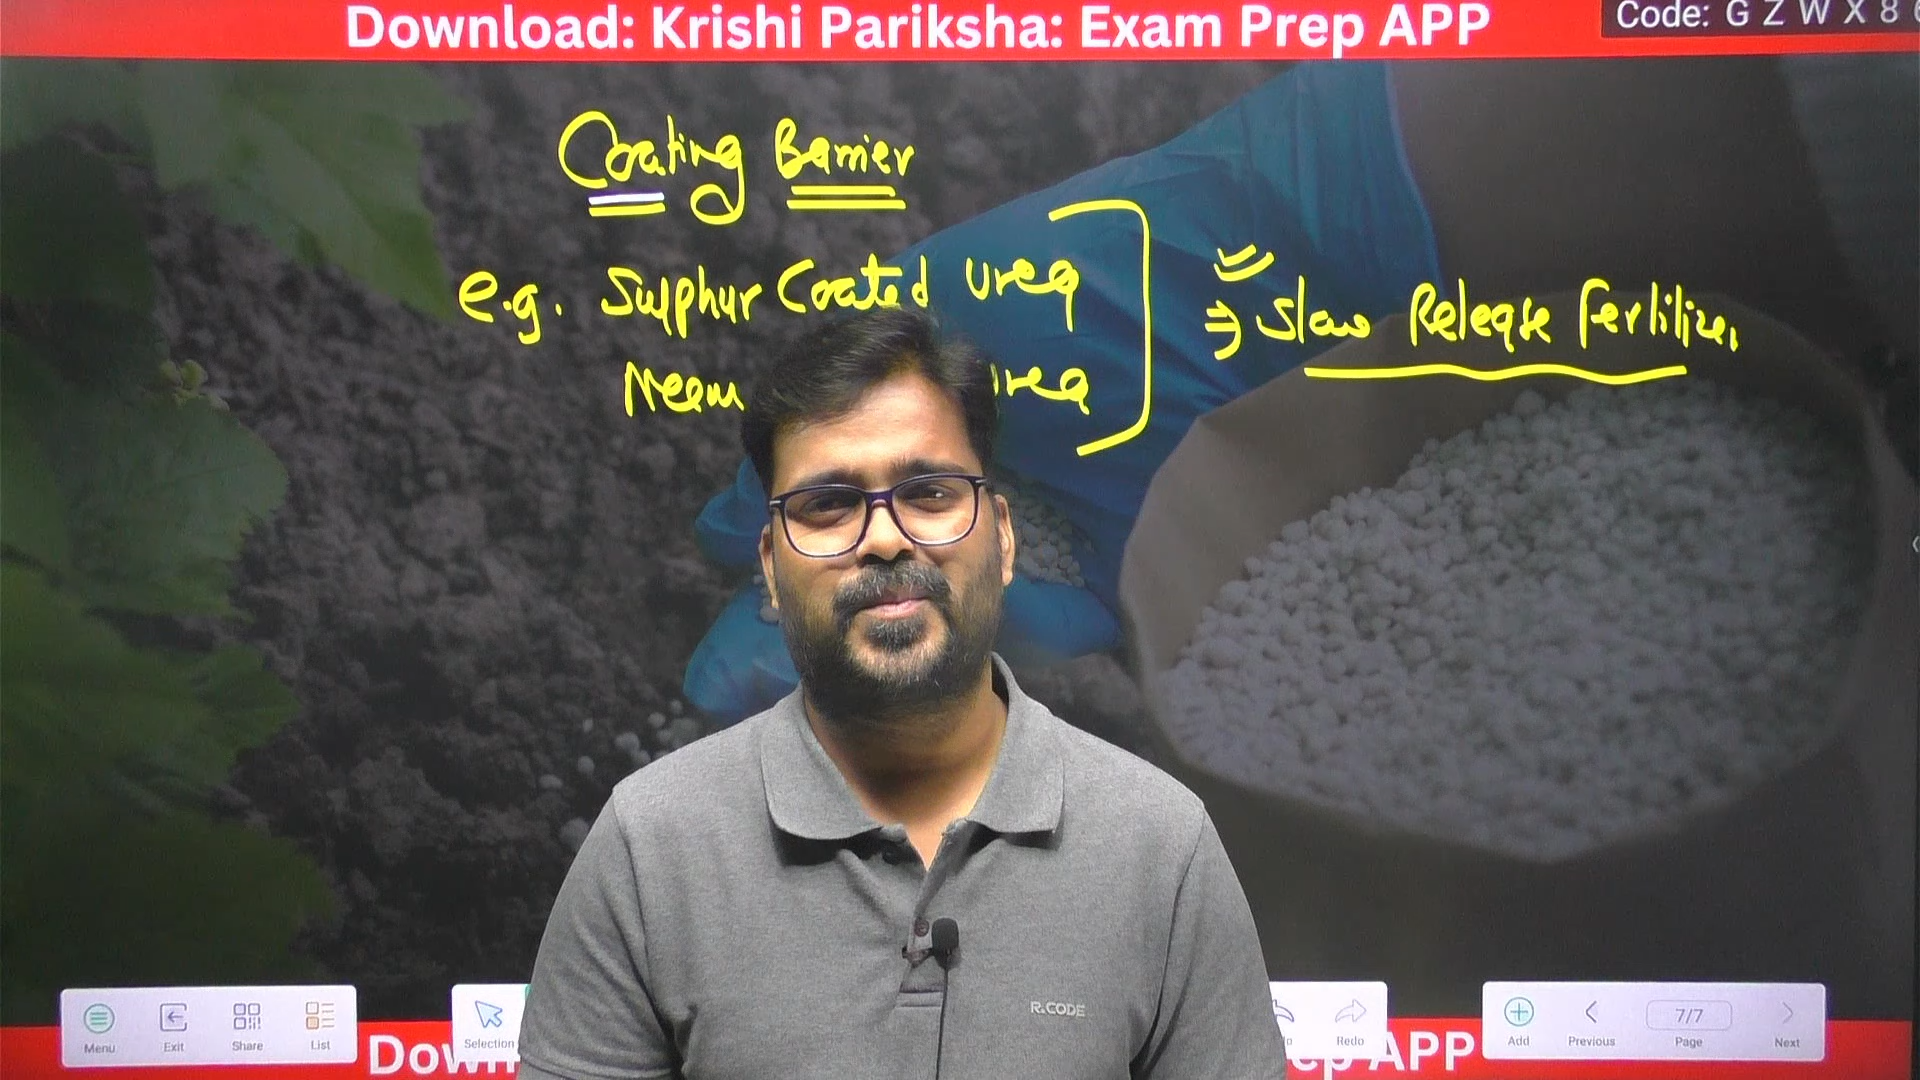 Download: Krishi Pariksha: Exam Prep APP
Code: G Z W X 8
Coating Barrier
e.g. Sulphur Coated Urea
Neem urea
⇒ Slow Release Fertilizer
R.CODE
Menu Exit Share List
Selection
Redo
Add Previous 7/7 Page Next
Down ep APP